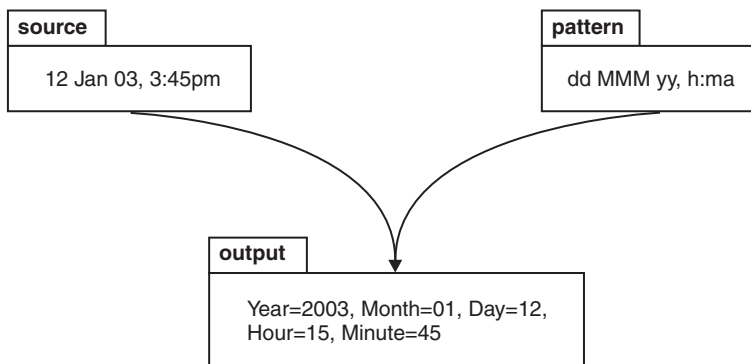 source
12 Jan 03, 3:45pm
pattern
dd MMM yy, h:ma
output
Year=2003, Month=01, Day=12,
Hour=15, Minute=45